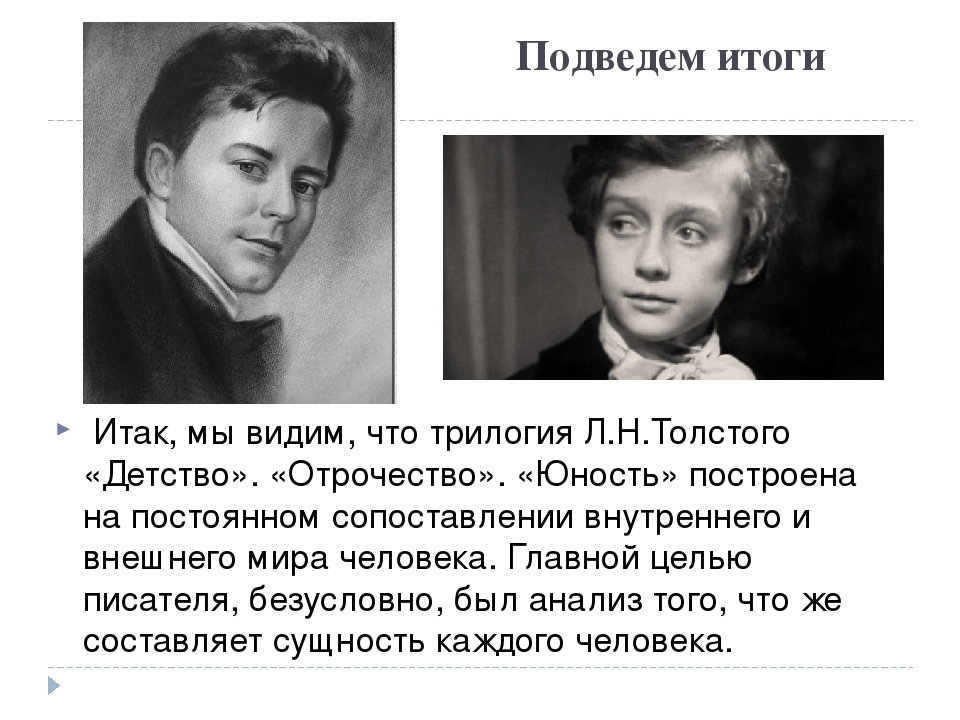 Подведем итоги
Итак, мы видим, что трилогия Л.Н.Толстого
«Детство». «Отрочество». «Юность» построена
на постоянном сопоставлении внутреннего и
внешнего мира человека. Главной целью
писателя, безусловно, был анализ того, что же
составляет сущность каждого человека.